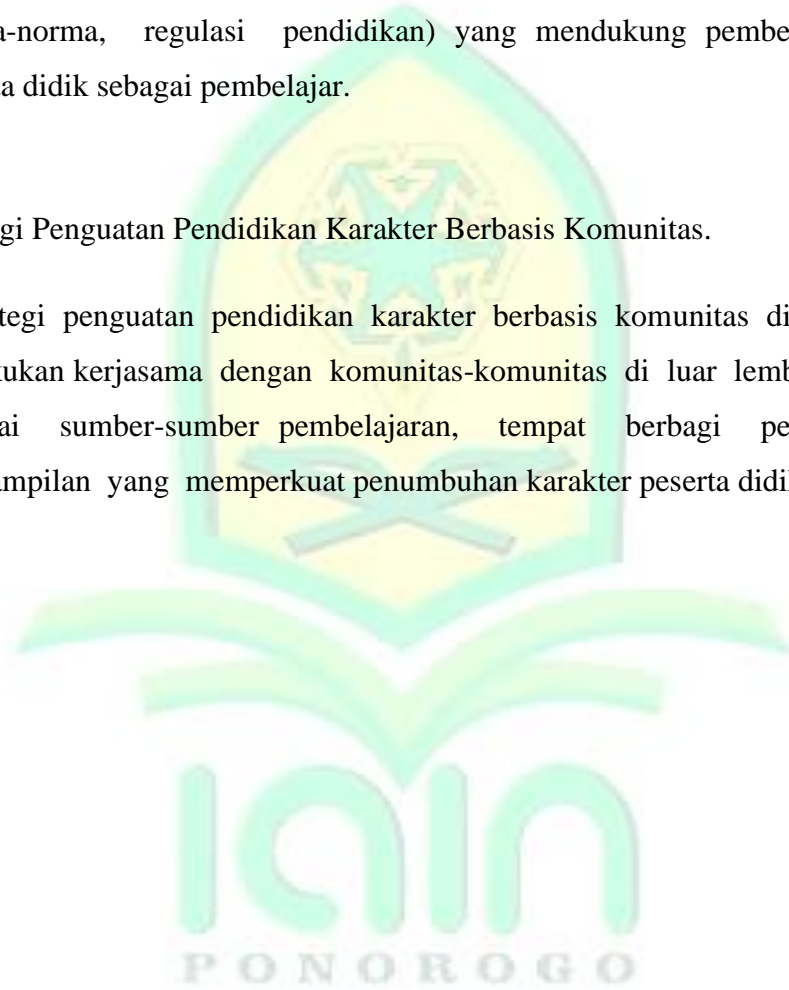 a-norma, regulasi pendidikan) yang mendukung pembe
a didik sebagai pembelajar.
gi Penguatan Pendidikan Karakter Berbasis Komunitas.
tegi penguatan pendidikan karakter berbasis komunitas di
ukan kerjasama dengan komunitas-komunitas di luar lemb
ai sumber-sumber pembelajaran, tempat berbagi pe
ampilan yang memperkuat penumbuhan karakter peserta didi
iain
PONOROGO